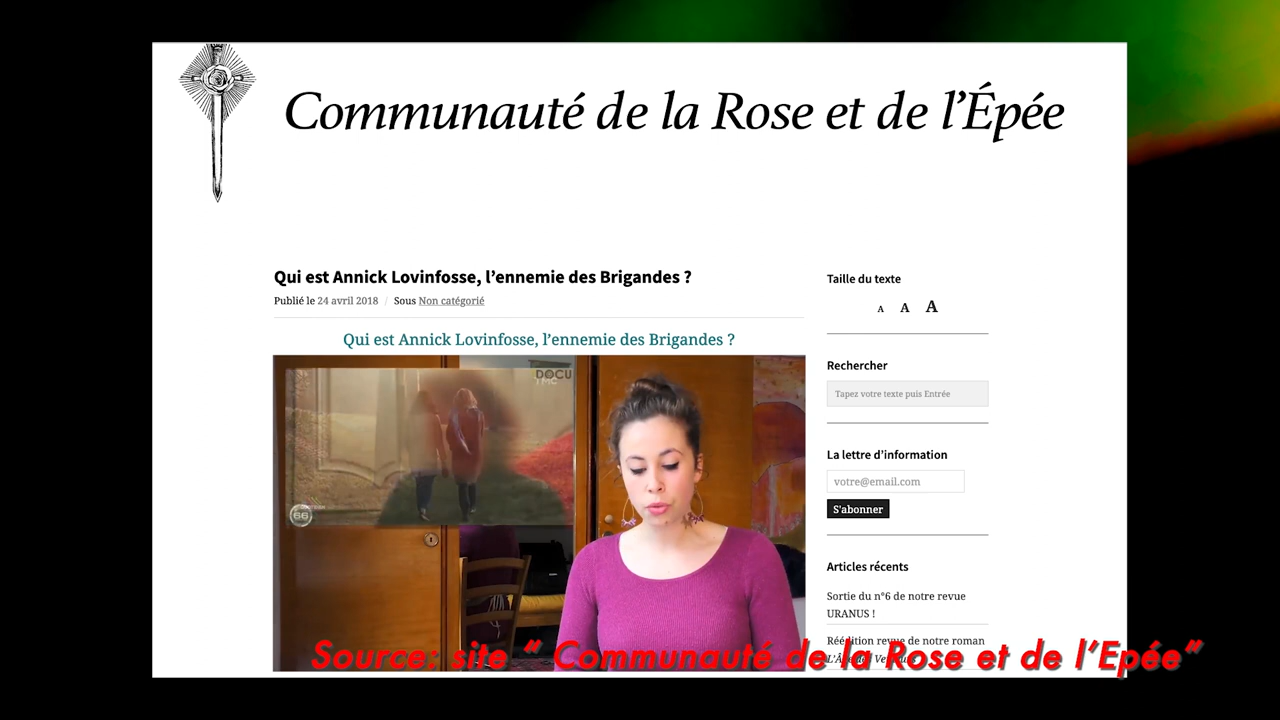 Communauté de la Rose et de l'Épée
Qui est Annick Lovinfosse, l'ennemie des Brigandes ?
Publié le 24 avril 2018 / Sous Non catégorié
Qui est Annick Lovinfosse, l'ennemie des Brigandes ?
DOCU
TMC
66
Taille du texte
A A A
Rechercher
Tapez votre texte puis Entrée
La lettre d'information
votre@email.com
S'abonner
Articles récents
Sortie du n°6 de notre revue
URANUS !
Réédition revue de notre roman
Source: site “ Communauté de la Rose et de l'Epée”